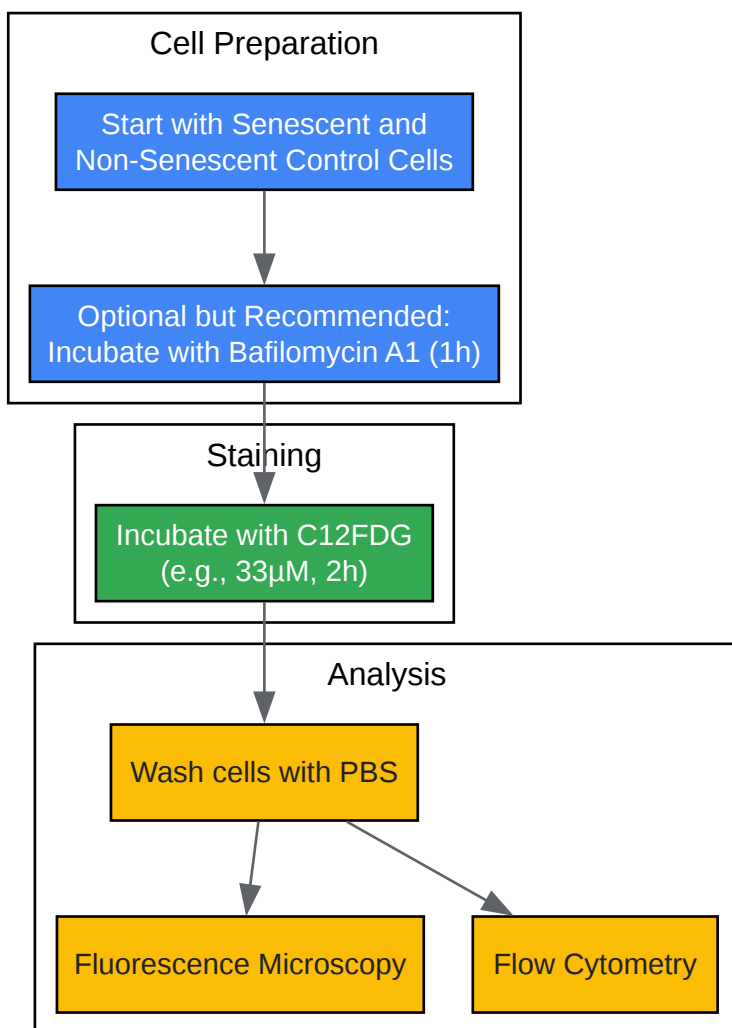 Cell Preparation
Start with Senescent and
Non-Senescent Control Cells
Optional but Recommended:
Incubate with Bafilomycin A1 (1h)
Staining
Incubate with C12FDG
(e.g., 33µM, 2h)
Analysis
Wash cells with PBS
Fluorescence Microscopy
Flow Cytometry